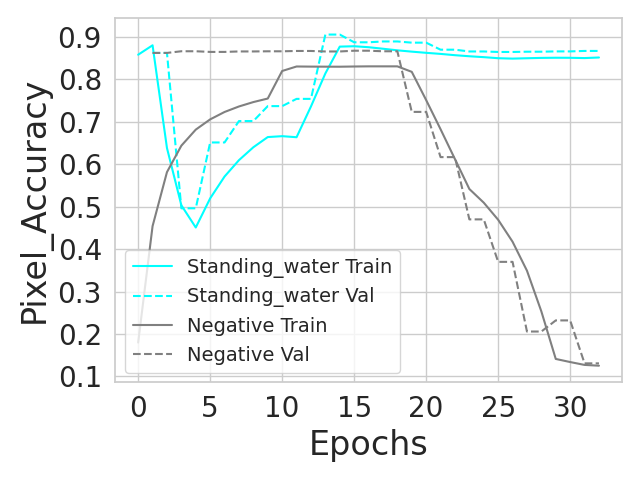 Pixel_Accuracy
0.9
0.8
0.7
0.6
0.5
0.4
0.3
0.2
0.1
Standing_water Train
Standing_water Val
Negative Train
Negative Val
0 5 10 15 20 25 30
Epochs